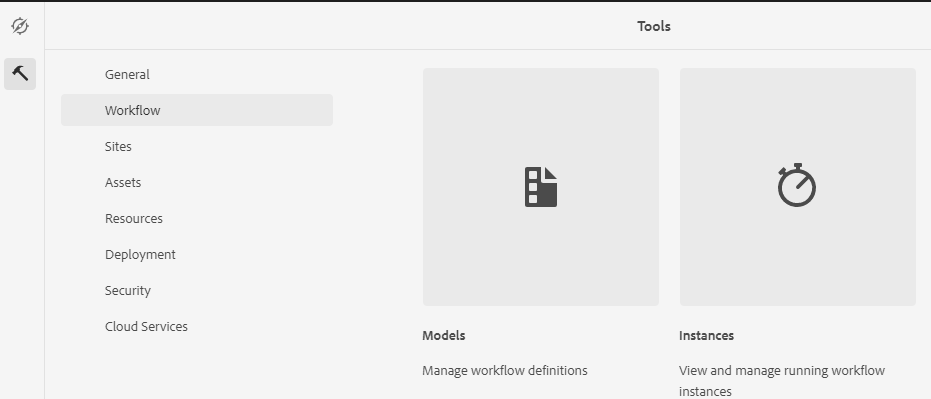 Tools
General
Workflow
Sites
Assets
Resources
Deployment
Security
Cloud Services
Models
Manage workflow definitions
Instances
View and manage running workflow
instances